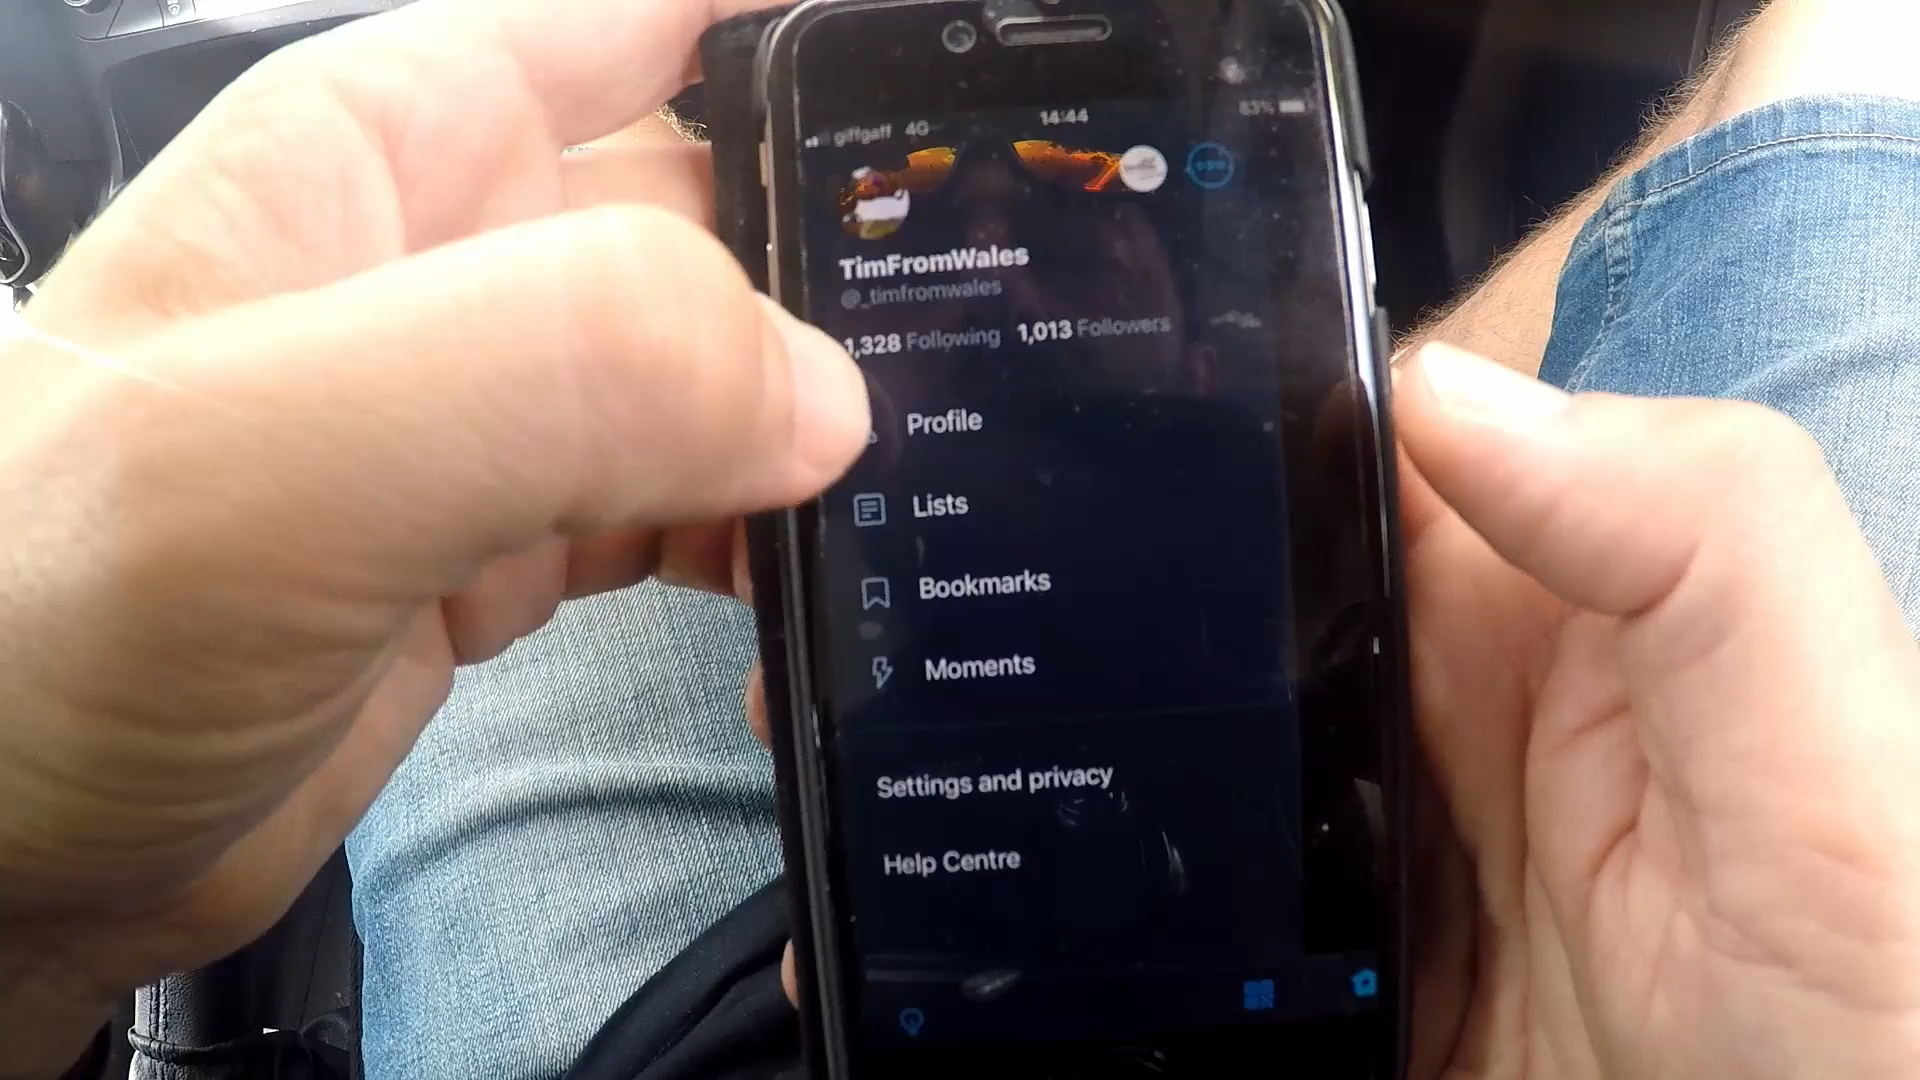 giffgaff 4G 14:44 83%
TimFromWales
@_timfromwales
1,328 Following 1,013 Followers
Profile
Lists
Bookmarks
Moments
Settings and privacy
Help Centre